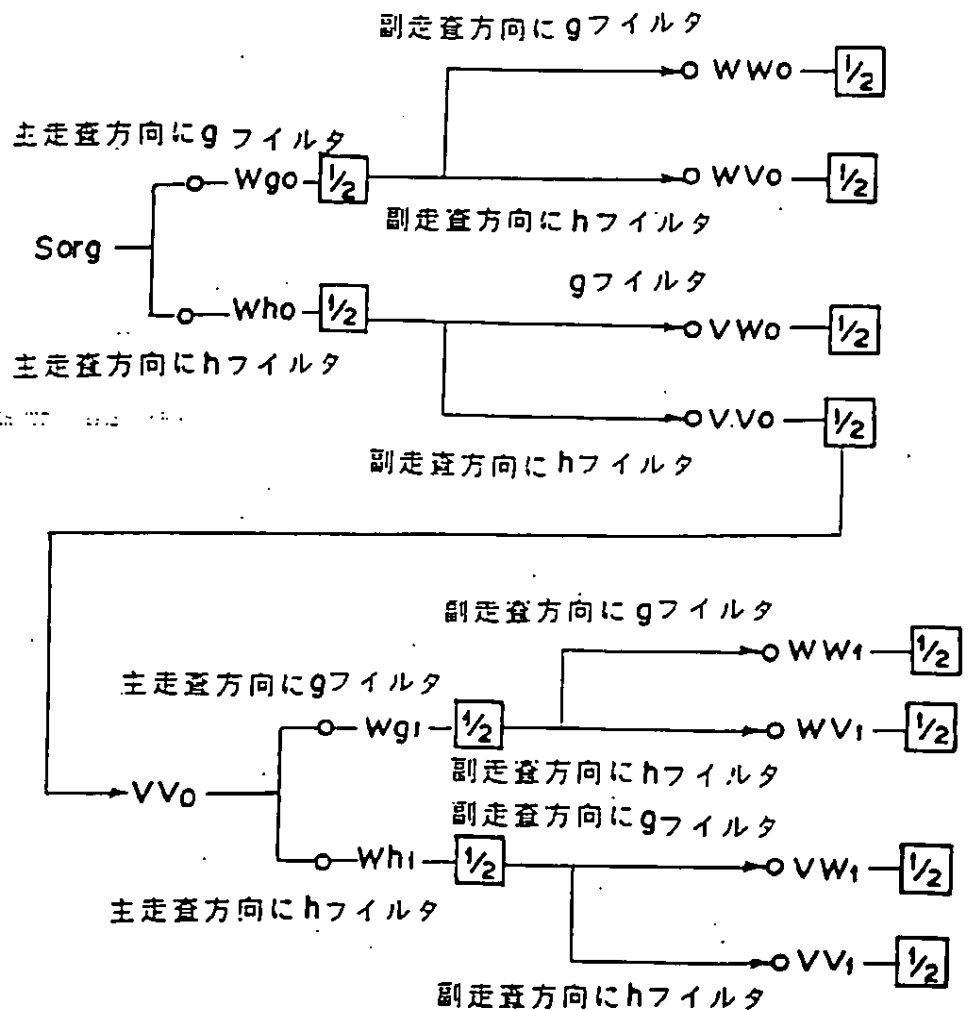 副走査方向にgフイルタ
WW0 1/2
主走査方向にgフイルタ
Wg0 1/2
WV0 1/2
副走査方向にhフイルタ
Sorg
gフイルタ
Wh0 1/2
VW0 1/2
主走査方向にhフイルタ
V.V0 1/2
副走査方向にhフイルタ
副走査方向にgフイルタ
WW1 1/2
主走査方向にgフイルタ
Wg1 1/2
WV1 1/2
副走査方向にhフイルタ
VV0
副走査方向にgフイルタ
Wh1 1/2
VW1 1/2
主走査方向にhフイルタ
VV1 1/2
副走査方向にhフイルタ